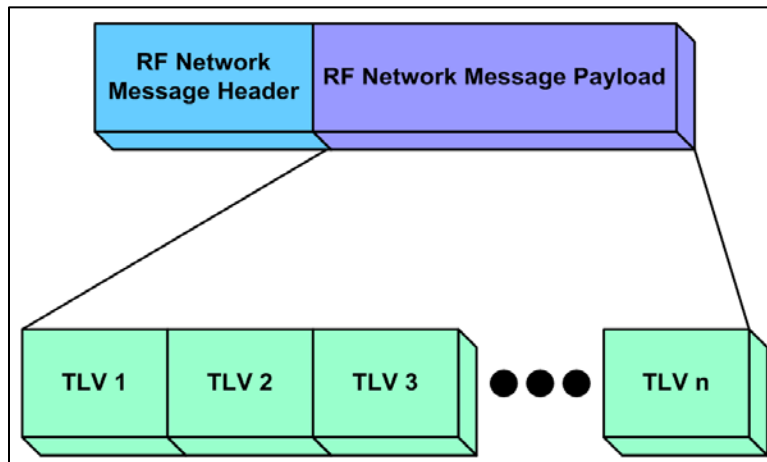 RF Network
Message Header
RF Network Message Payload
TLV 1
TLV 2
TLV 3
TLV n